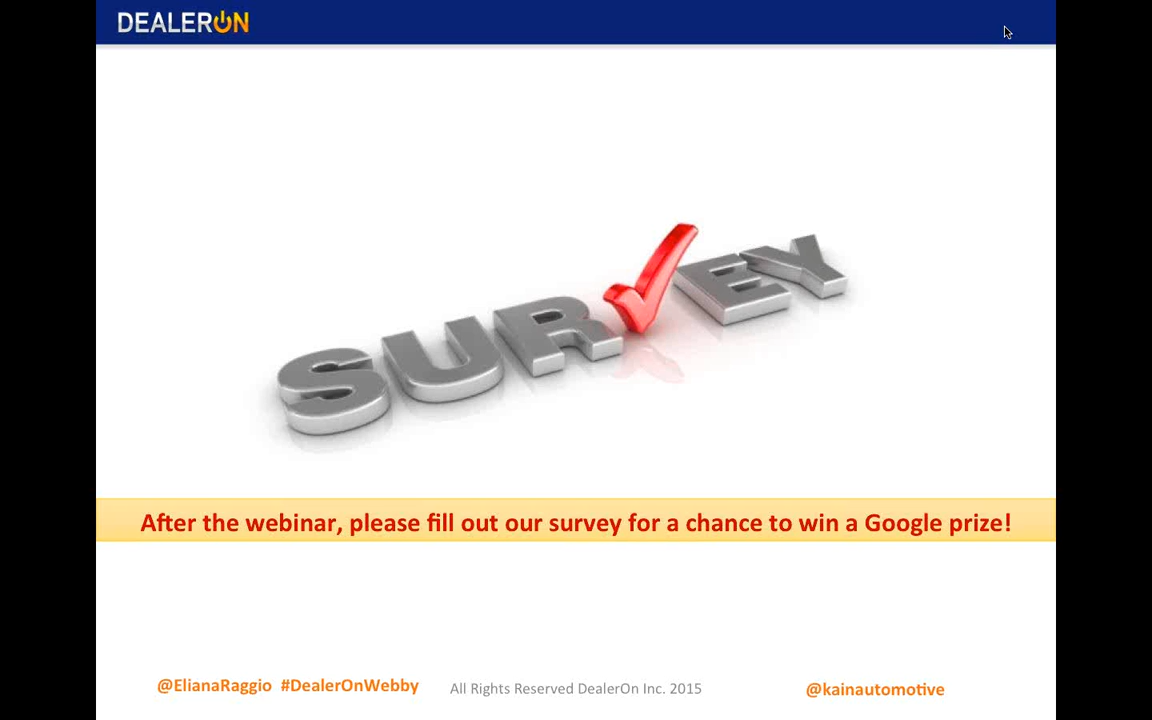 DEALERON
SURVEY
After the webinar, please fill out our survey for a chance to win a Google prize!
@ElianaRaggio #DealerOnWebby
All Rights Reserved DealerOn Inc. 2015
@kainautomotive